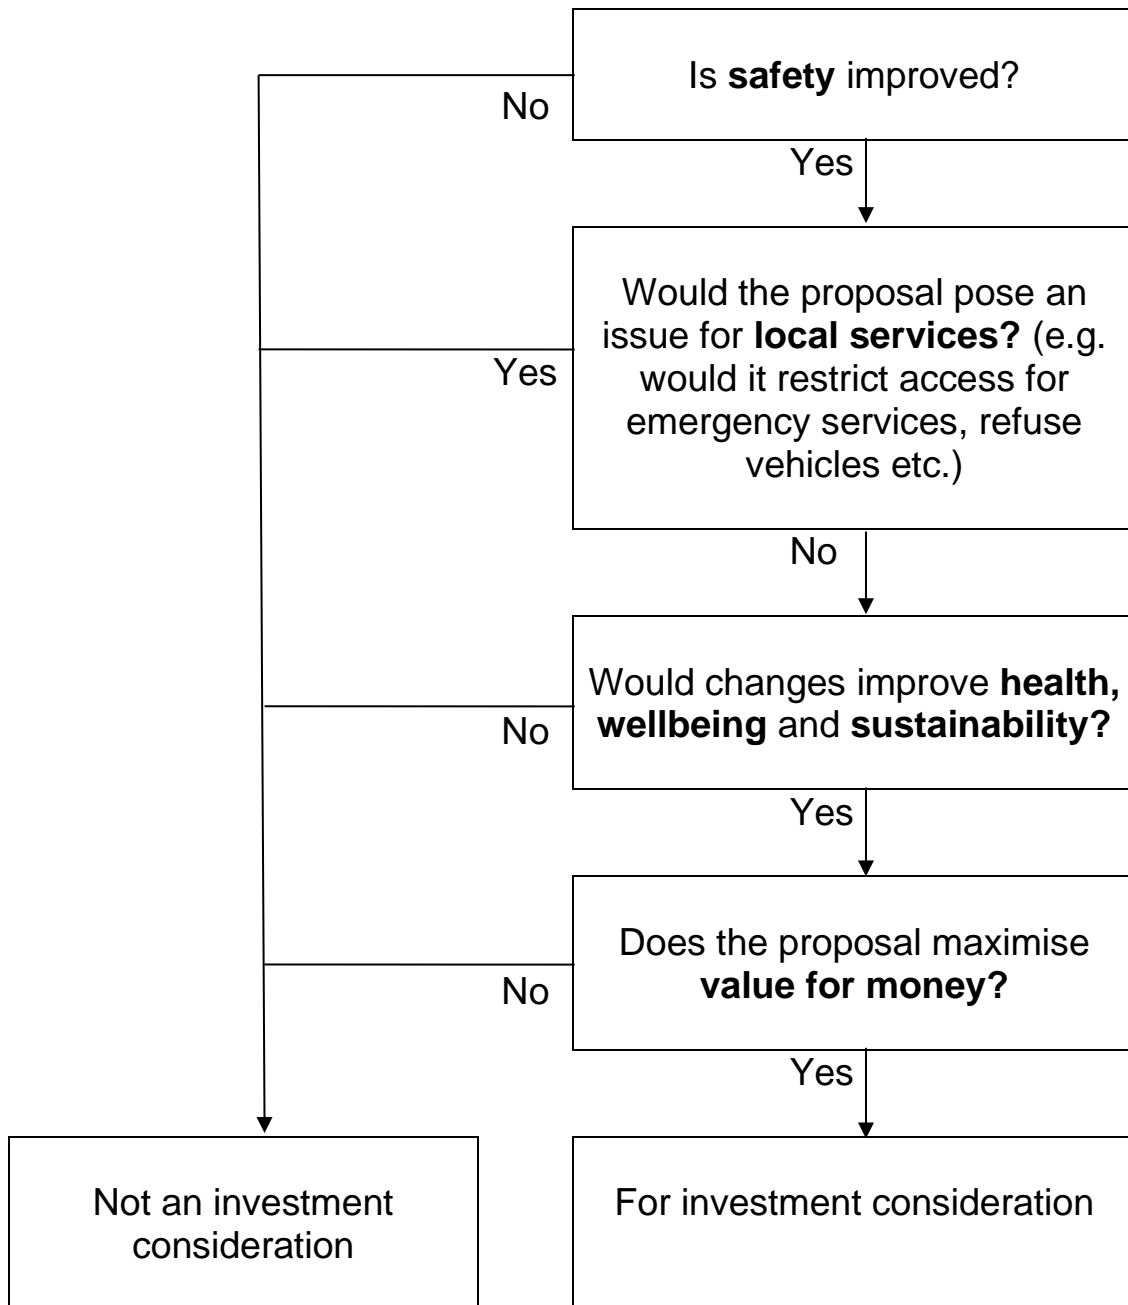 Is safety improved?
No
Yes
Would the proposal pose an
issue for local services? (e.g.
would it restrict access for
emergency services, refuse
vehicles etc.)
Yes
No
Would changes improve health,
wellbeing and sustainability?
No
Yes
Does the proposal maximise
value for money?
No
Yes
Not an investment
consideration
For investment consideration